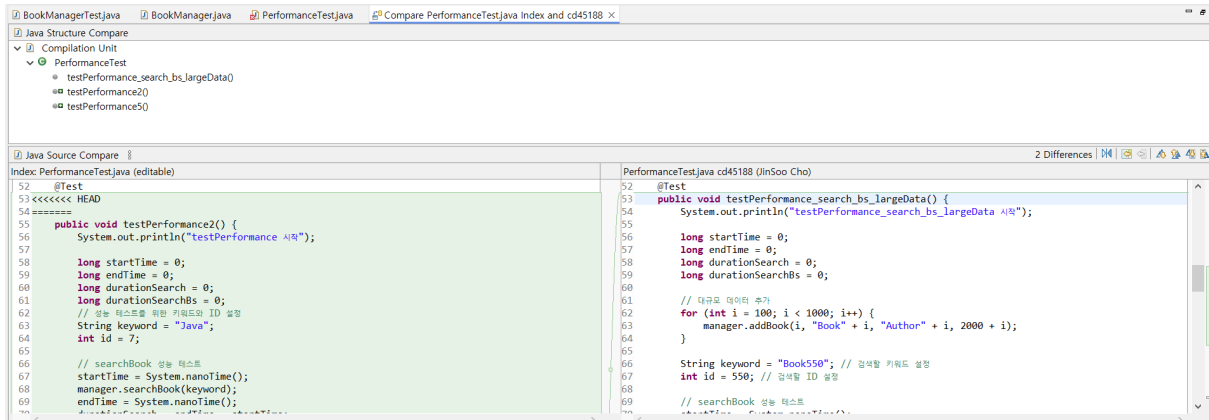 BookManagerTest.java BookManager.java PerformanceTest.java Compare PerformanceTest.java Index and cd45188
Java Structure Compare
Compilation Unit
PerformanceTest
testPerformance_search_bs_largeData()
testPerformance2()
testPerformance5()
Java Source Compare
2 Differences
Index: PerformanceTest.java (editable)
52 @Test
53 <<<<<<< HEAD
54 =======
55 public void testPerformance2() {
56 System.out.println("testPerformance 시작");
57
58 long startTime = 0;
59 long endTime = 0;
60 long durationSearch = 0;
61 long durationSearchBs = 0;
62 // 성능 테스트를 위한 키워드와 ID 설정
63 String keyword = "Java";
64 int id = 7;
65
66 // searchBook 성능 테스트
67 startTime = System.nanoTime();
68 manager.searchBook(keyword);
69 endTime = System.nanoTime();
PerformanceTest.java cd45188 (JinSoo Cho)
52 @Test
53 public void testPerformance_search_bs_largeData() {
54 System.out.println("testPerformance_search_bs_largeData 시작");
55
56 long startTime = 0;
57 long endTime = 0;
58 long durationSearch = 0;
59 long durationSearchBs = 0;
60
61 // 대규모 데이터 추가
62 for (int i = 100; i < 1000; i++) {
63 manager.addBook(i, "Book" + i, "Author" + i, 2000 + i);
64 }
65
66 String keyword = "Book550"; // 검색할 키워드 설정
67 int id = 550; // 검색할 ID 설정
68
69 // searchBook 성능 테스트